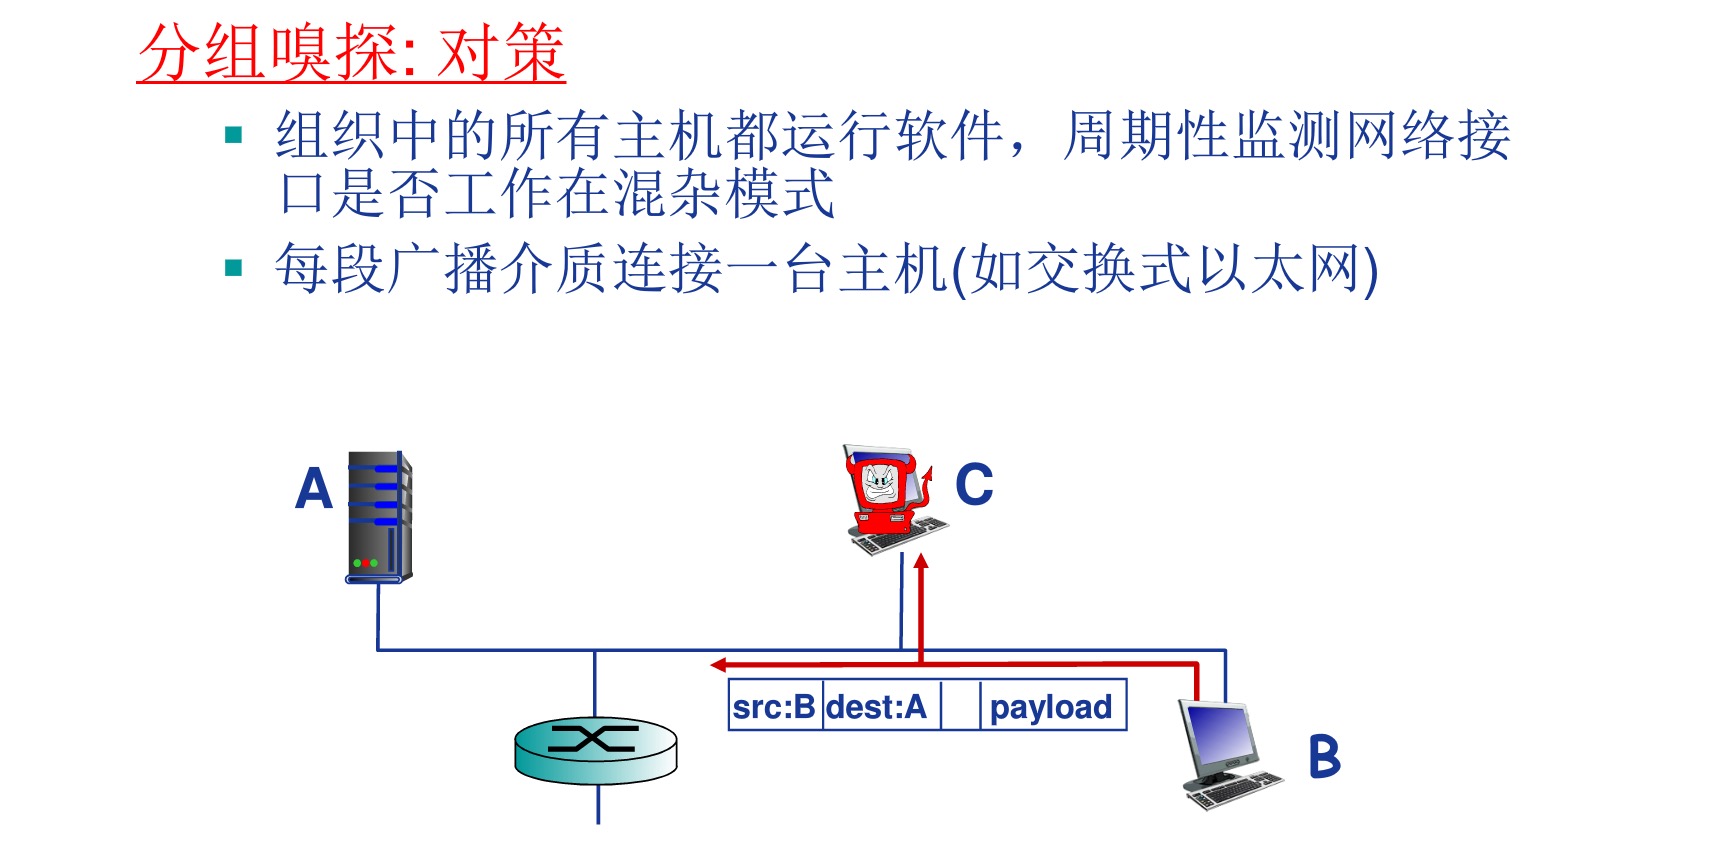 分组嗅探: 对策
组织中的所有主机都运行软件，周期性监测网络接
口是否工作在混杂模式
每段广播介质连接一台主机(如交换式以太网)
A
C
src:B dest:A payload
B